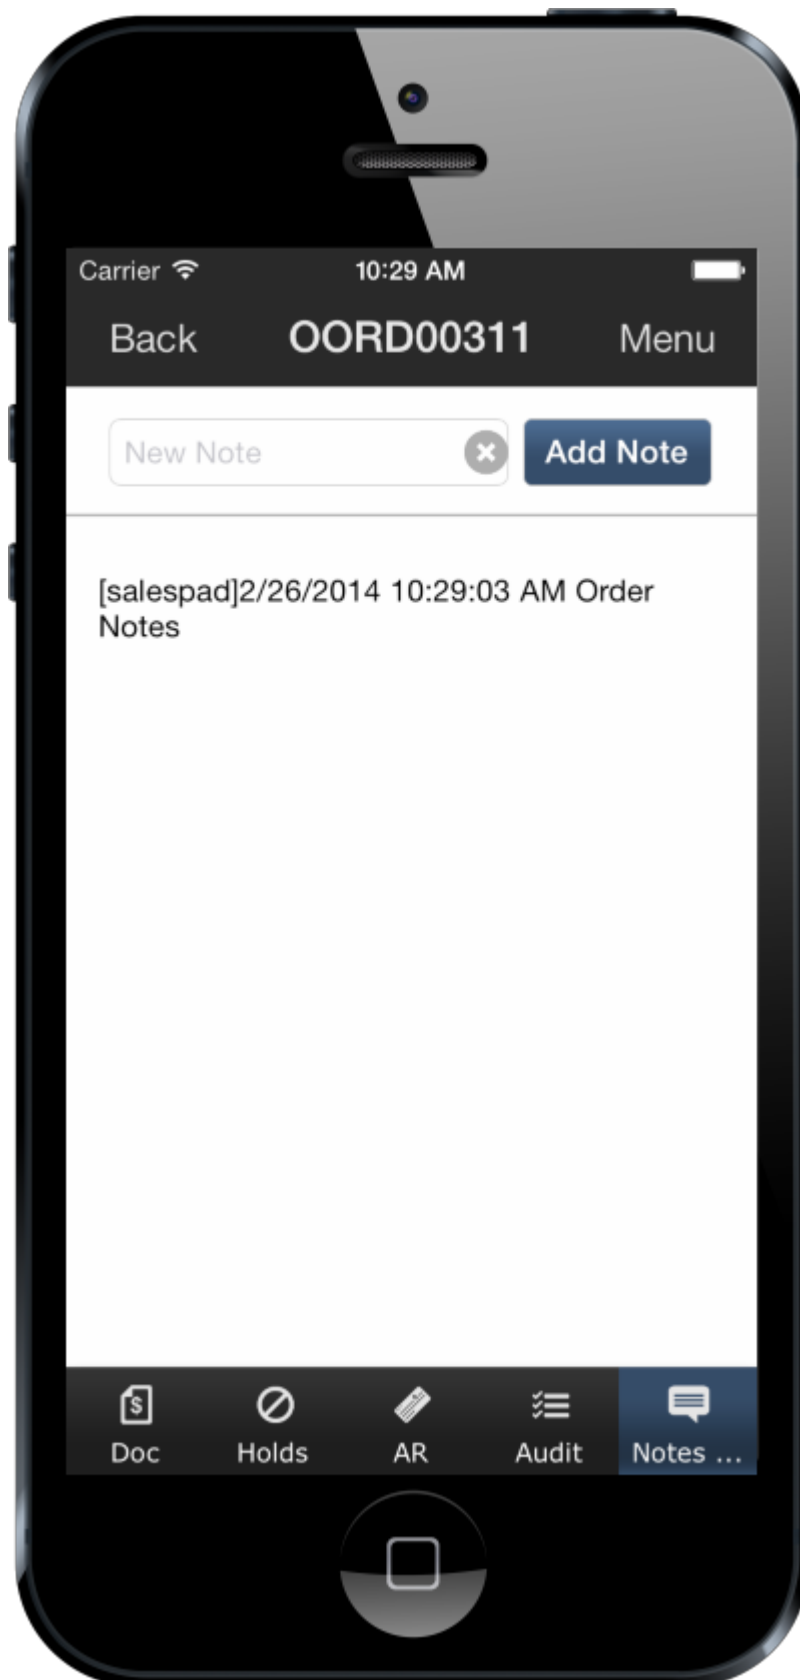 Carrier 10:29 AM
Back OORD00311 Menu
New Note Add Note
[salespad]2/26/2014 10:29:03 AM Order
Notes
Doc Holds AR Audit Notes ...